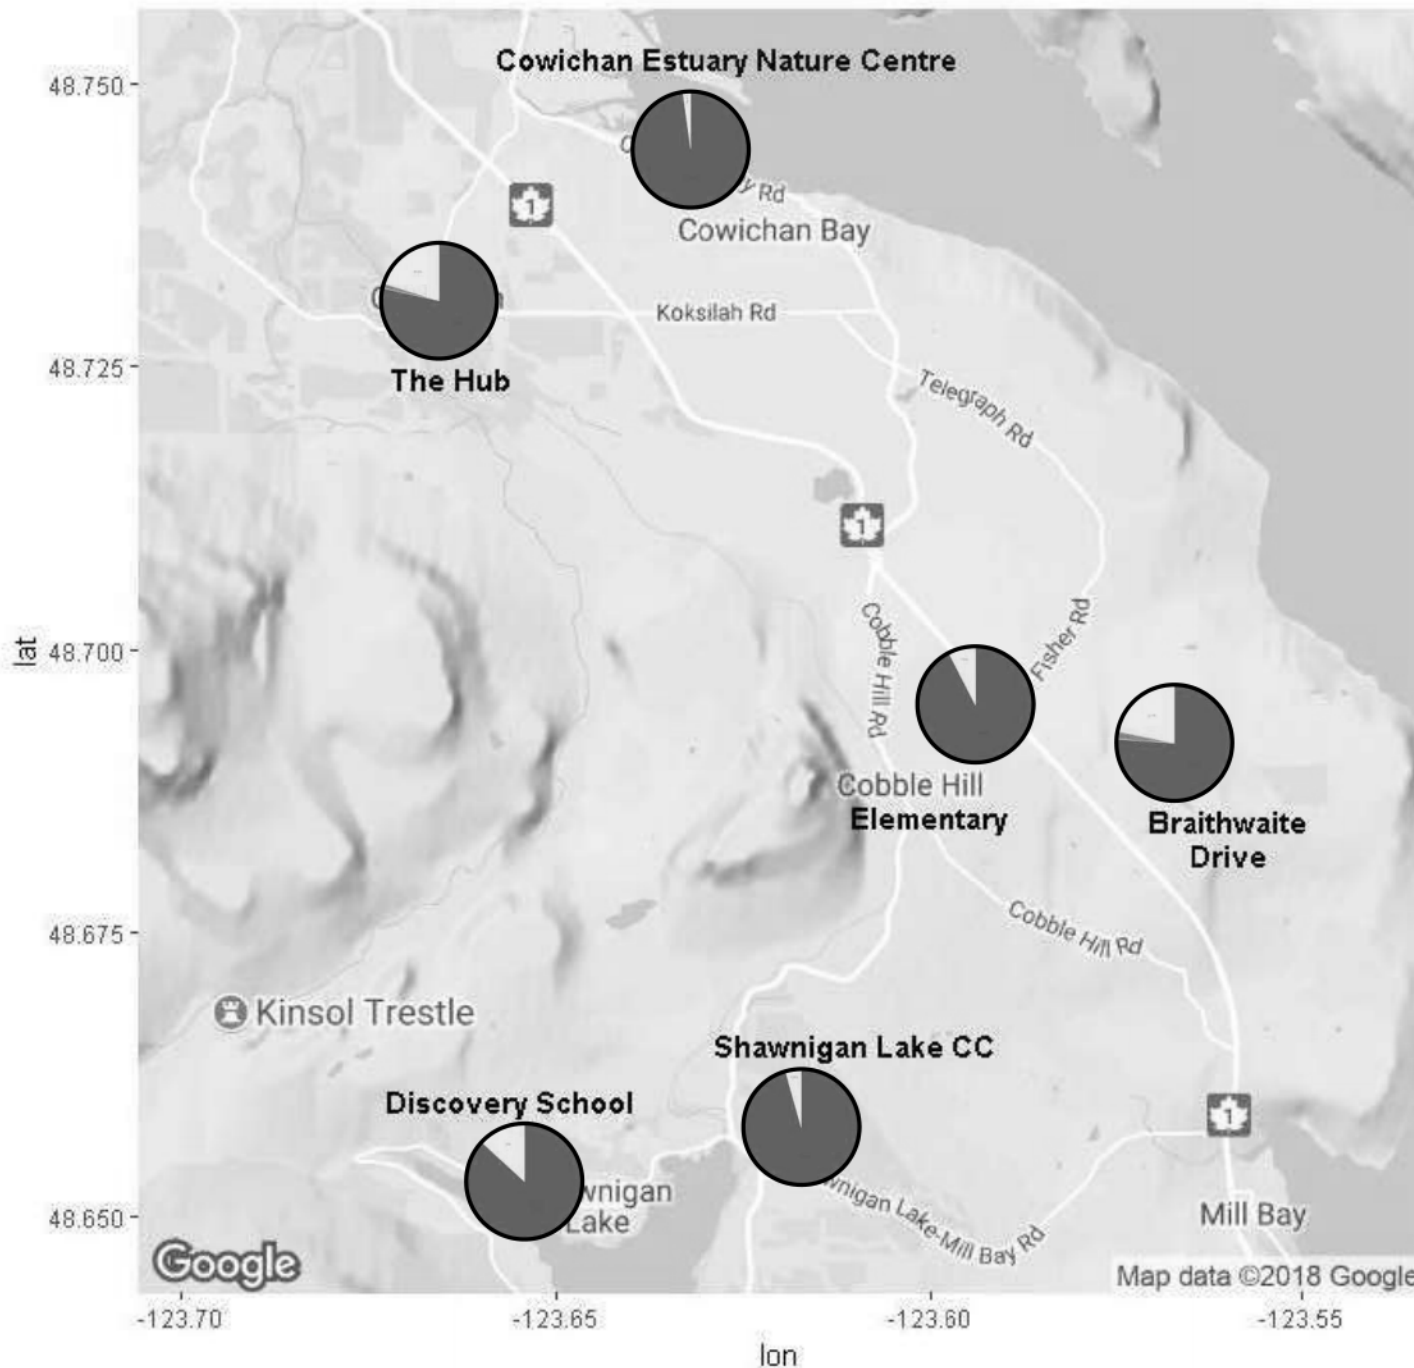 Cowichan Estuary Nature Centre
48.750
y Rd
1
Cowichan Bay
Koksilah Rd
48.725
The Hub
Telegraph Rd
1
Cobble Hill Rd
Fisher Rd
lat
48.700
Cobble Hill
Elementary
Braithwaite
Drive
Cobble Hill Rd
48.675
Kinsol Trestle
Shawnigan Lake CC
Discovery School
1
wnigan
Lake
wnigan Lake-Mill Bay Rd
Mill Bay
48.650
Google
Map data ©2018 Google
-123.70
-123.65
-123.60
-123.55
lon